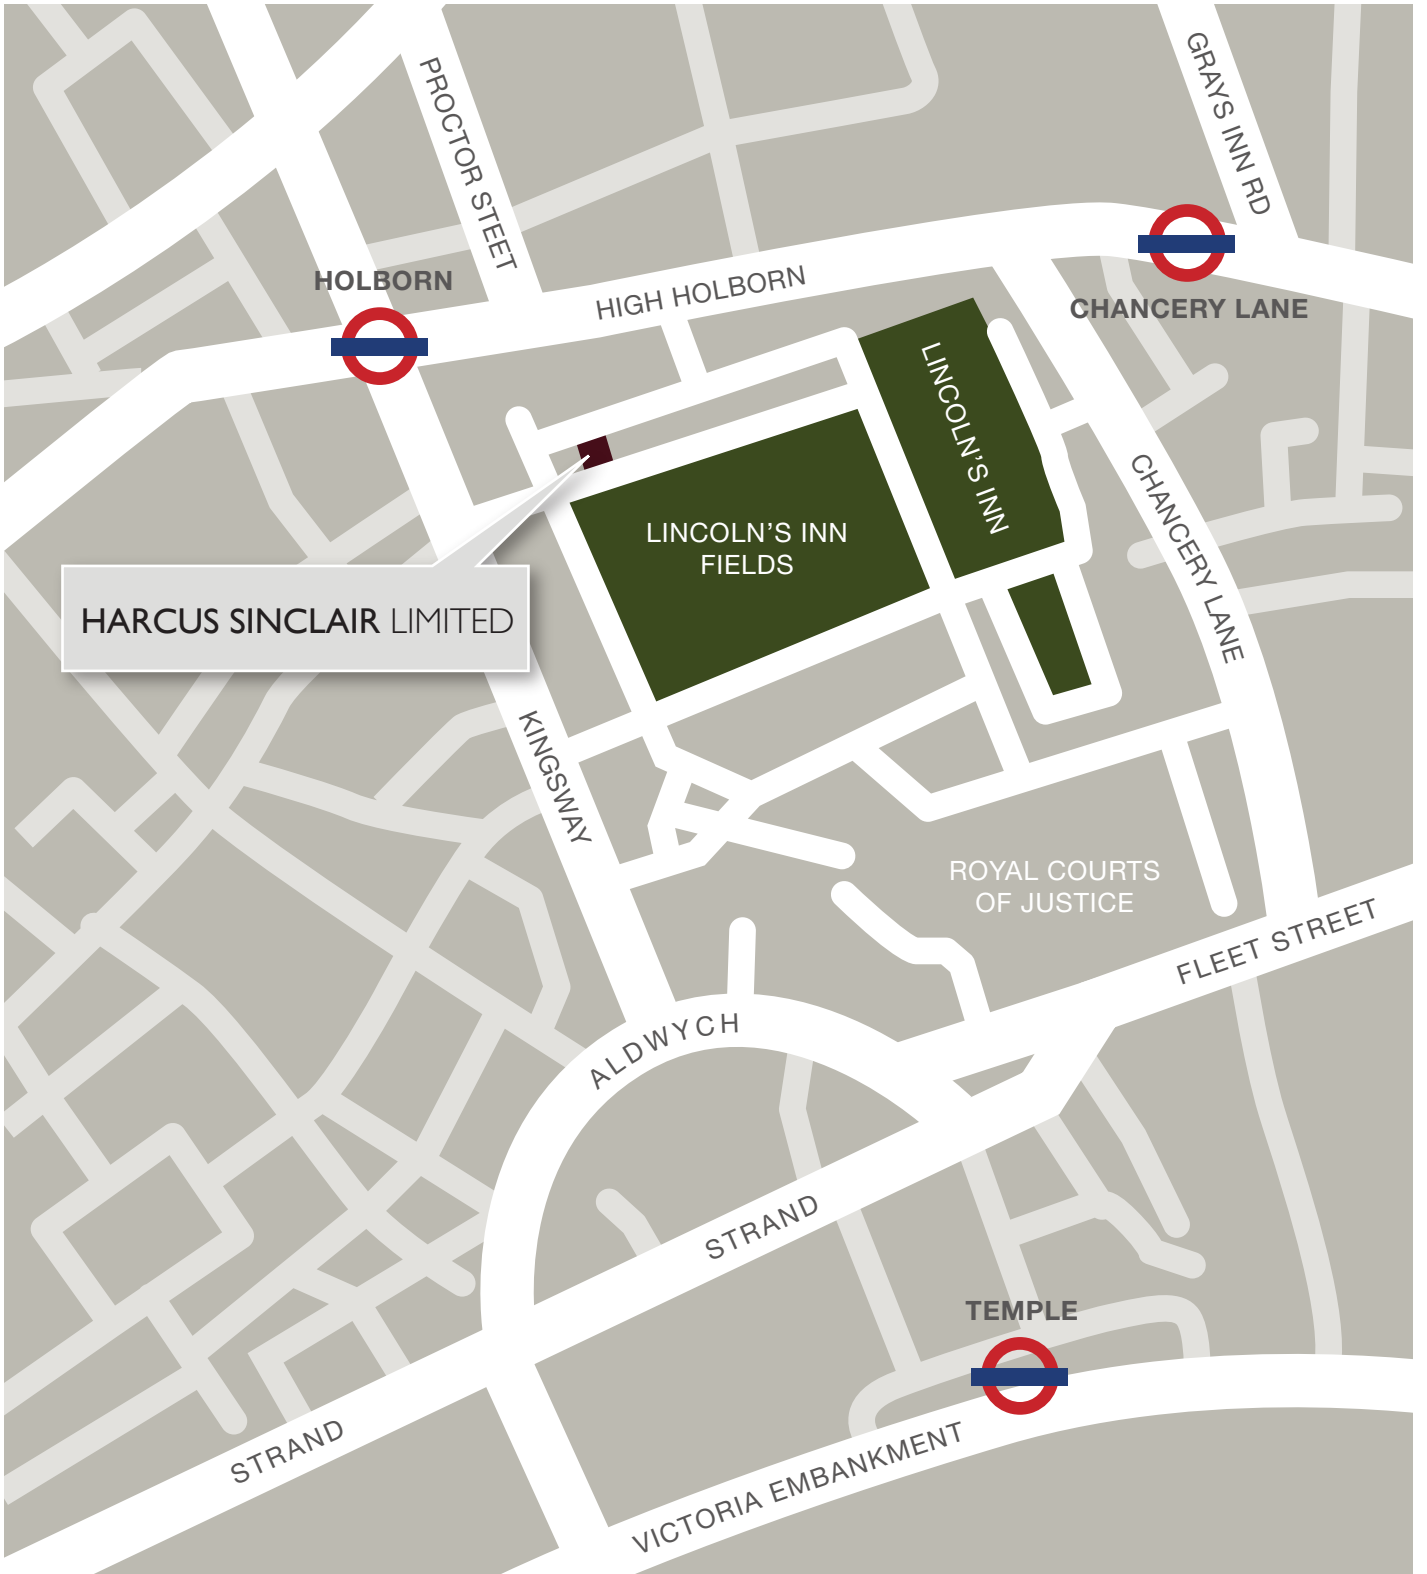 PROCTOR STEET
GRAYS INN RD
HOLBORN
HIGH HOLBORN
CHANCERY LANE
LINCOLN'S INN
LINCOLN'S INN
FIELDS
CHANCERY LANE
HARCUS SINCLAIR LIMITED
KINGSWAY
ROYAL COURTS
OF JUSTICE
FLEET STREET
ALDWYCH
STRAND
TEMPLE
STRAND
VICTORIA EMBANKMENT